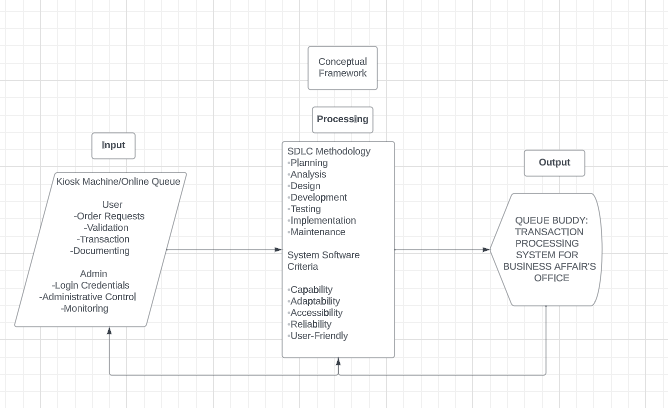 Conceptual
Framework
Input
Kiosk Machine/Online Queue
User
-Order Requests
-Validation
-Transaction
-Documenting
Admin
-Login Credentials
-Administrative Control
-Monitoring
Processing
SDLC Methodology
◦Planning
◦Analysis
◦Design
◦Development
◦Testing
◦Implementation
◦Maintenance
System Software
Criteria
◦Capability
◦Adaptability
◦Accessibility
◦Reliability
◦User-Friendly
Output
QUEUE BUDDY:
TRANSACTION
PROCESSING
SYSTEM FOR
BUSINESS AFFAIR'S
OFFICE